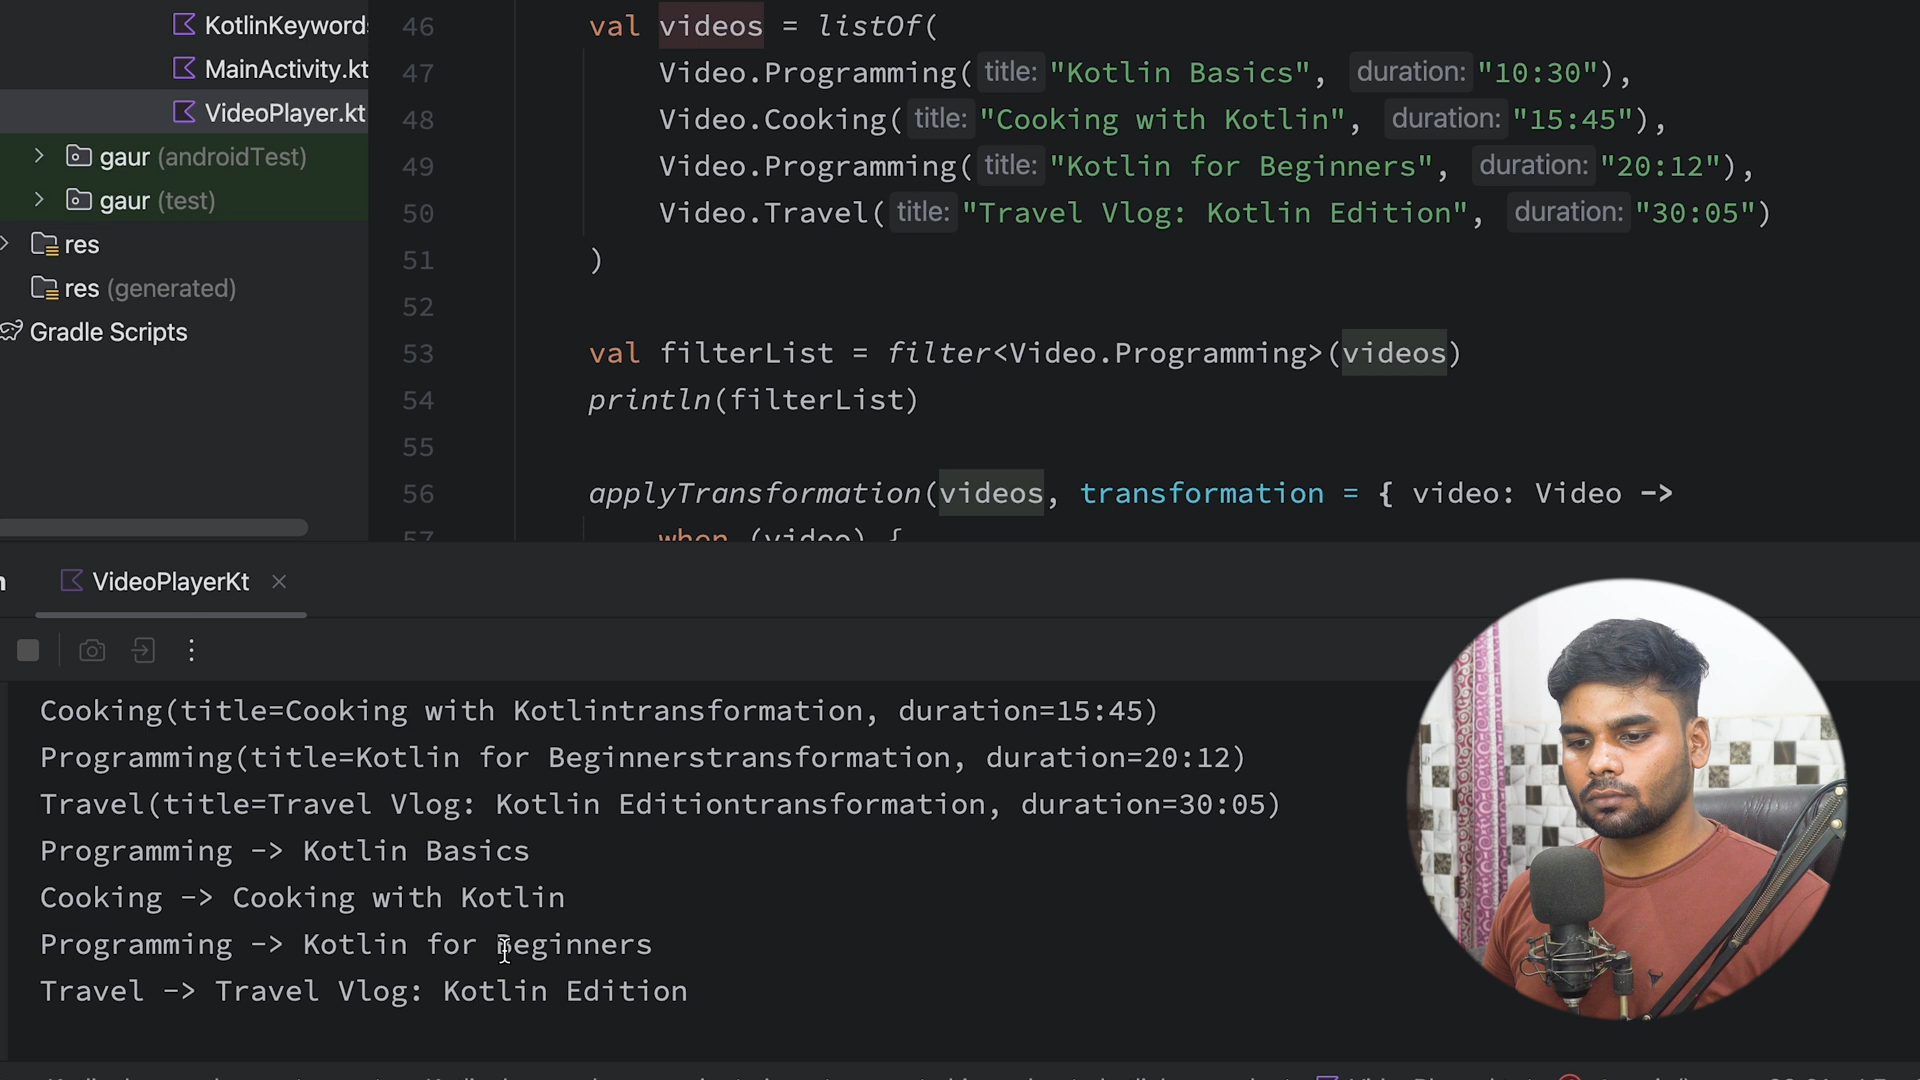 KotlinKeyword
MainActivity.kt
VideoPlayer.kt
gaur (androidTest)
gaur (test)
res
res (generated)
Gradle Scripts
46 val videos = listOf(
47 Video.Programming( title: "Kotlin Basics", duration: "10:30"),
48 Video.Cooking( title: "Cooking with Kotlin", duration: "15:45"),
49 Video.Programming( title: "Kotlin for Beginners", duration: "20:12"),
50 Video.Travel( title: "Travel Vlog: Kotlin Edition", duration: "30:05")
51 )
52
53 val filterList = filter<Video.Programming>(videos)
54 println(filterList)
55
56 applyTransformation(videos, transformation = { video: Video ->
57 when (video) {
VideoPlayerKt
Cooking(title=Cooking with Kotlintransformation, duration=15:45)
Programming(title=Kotlin for Beginnerstransformation, duration=20:12)
Travel(title=Travel Vlog: Kotlin Editiontransformation, duration=30:05)
Programming -> Kotlin Basics
Cooking -> Cooking with Kotlin
Programming -> Kotlin for Beginners
Travel -> Travel Vlog: Kotlin Edition